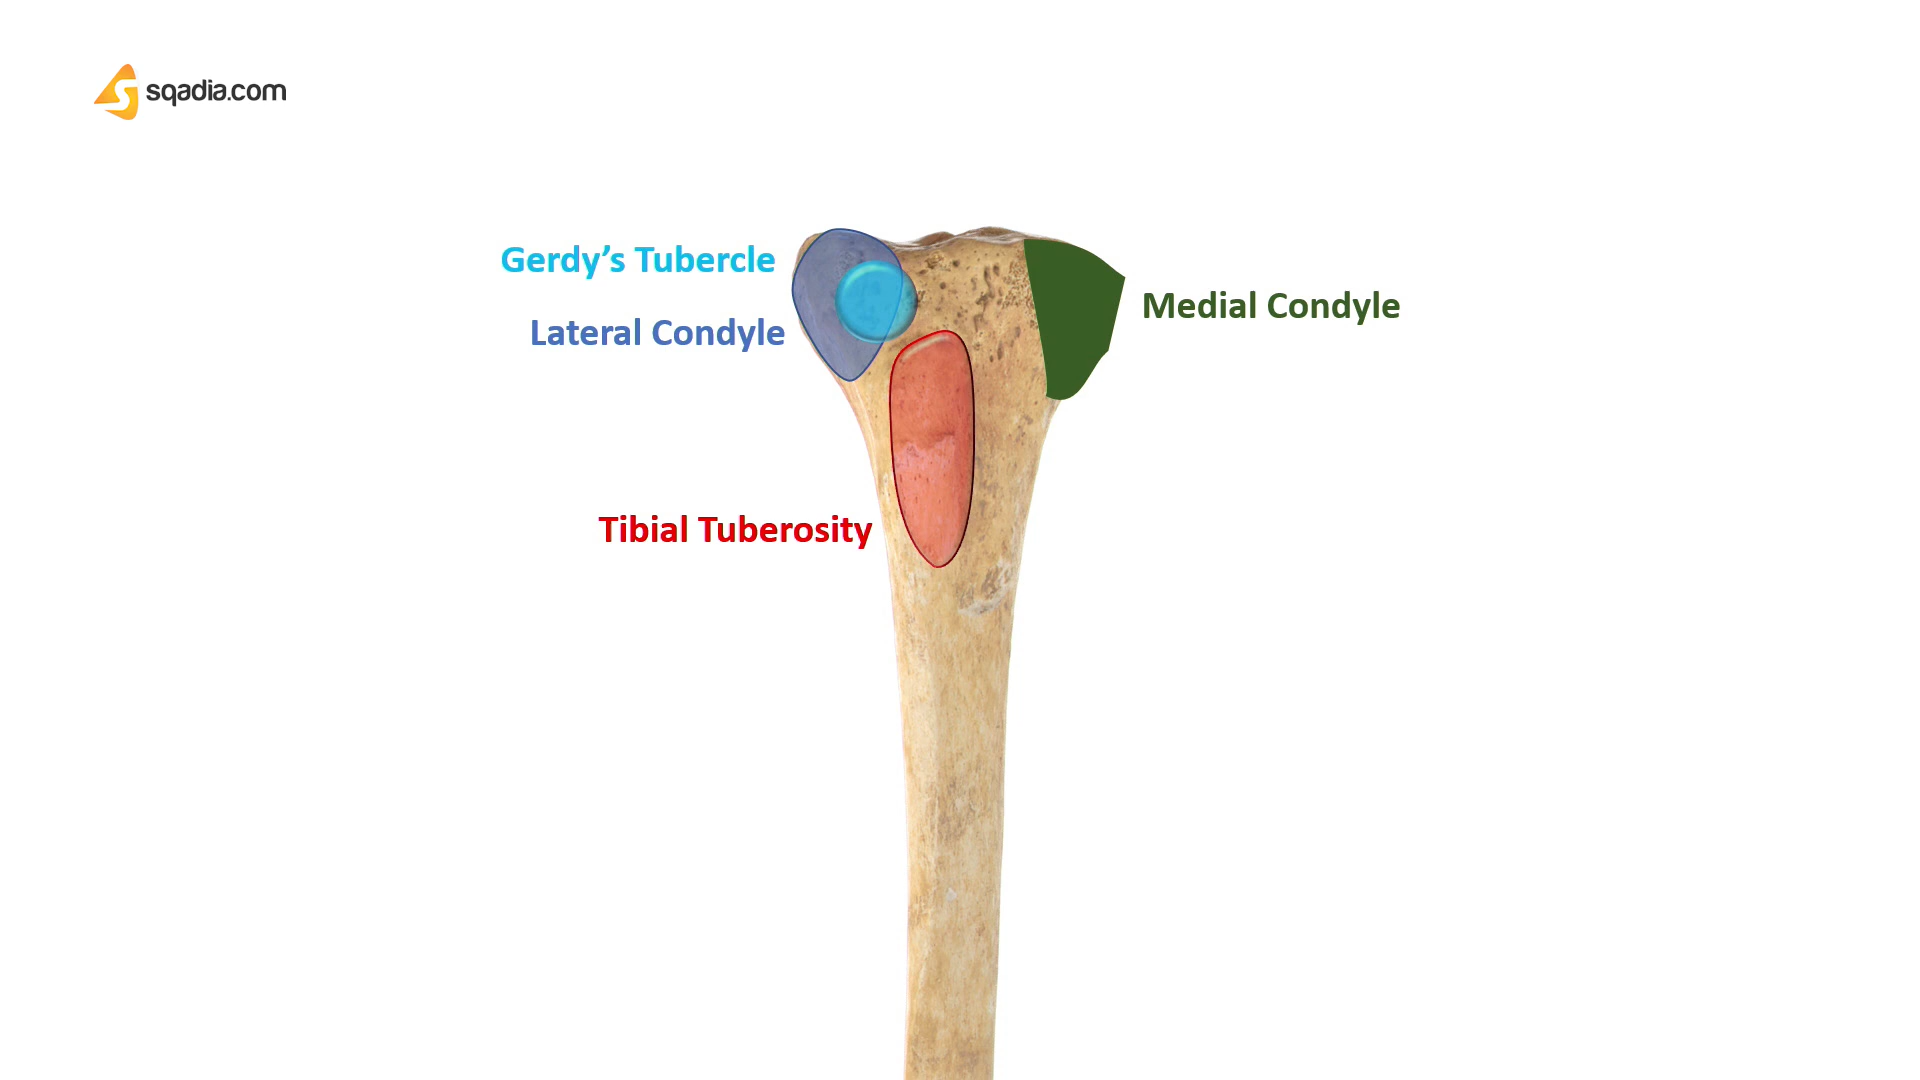 sqadia.com
Gerdy’s Tubercle
Lateral Condyle
Medial Condyle
Tibial Tuberosity